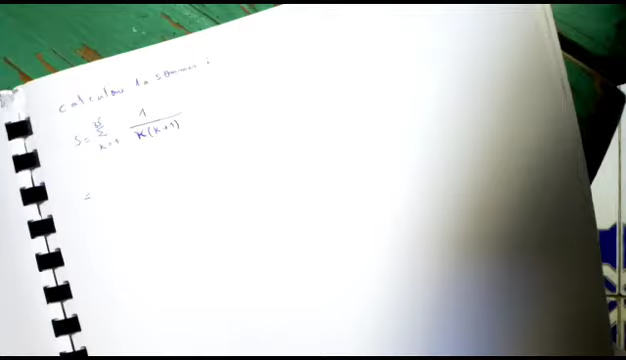 calculer la somme :
S = ∑ k=1 1/k(k+1)
=